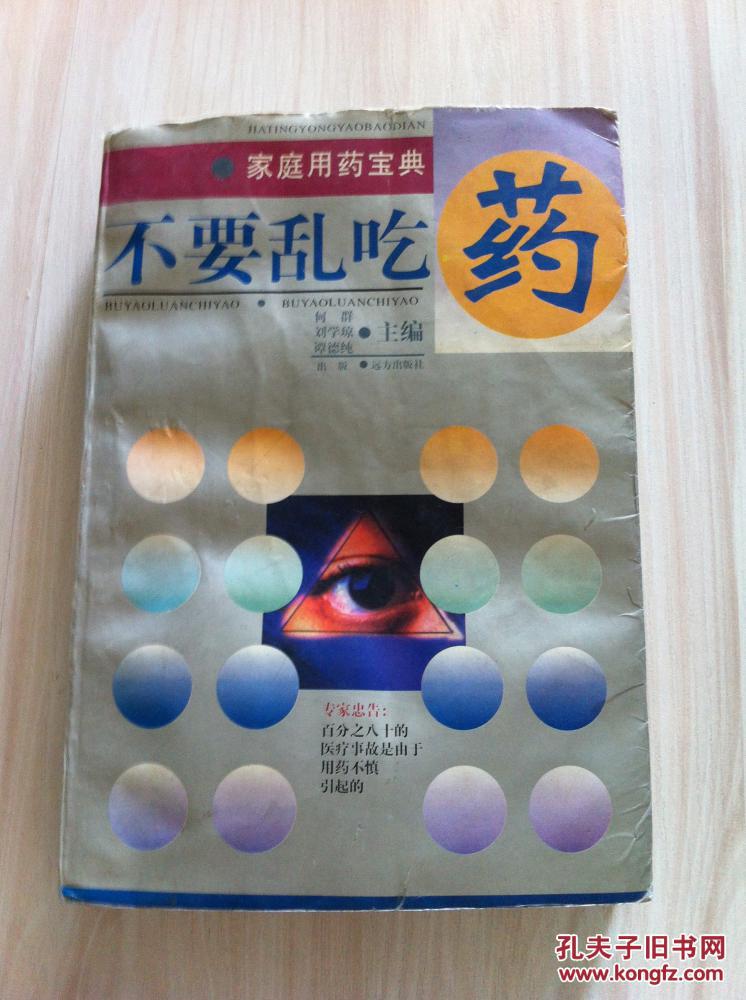 JIATINGYONGYAOBAODIAN
家庭用药宝典
不要乱吃药
BUYAOLUANCHIYAO ● BUYAOLUANCHIYAO
何群
刘学琼 ● 主编
谭德纯
出版 ● 远方出版社
专家忠告:
百分之八十的
医疗事故是由于
用药不慎
引起的
孔夫子旧书网
www.kongfz.com